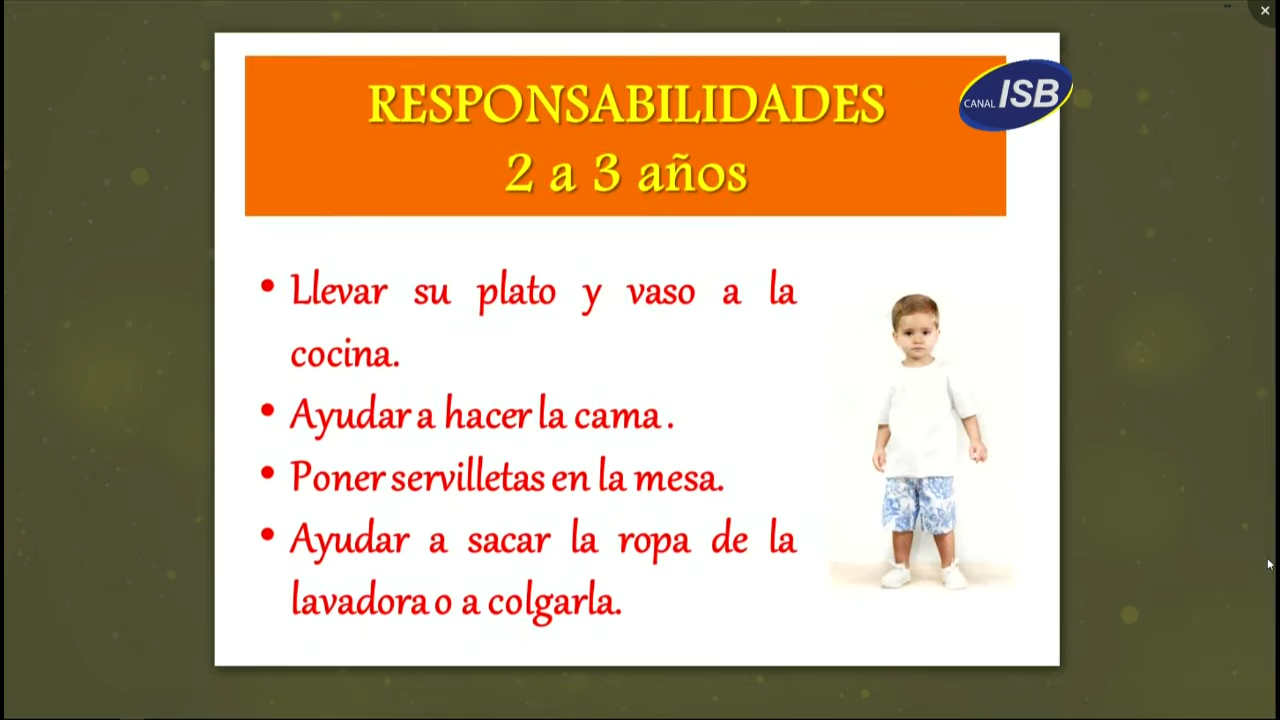 RESPONSABILIDADES
2 a 3 años
CANAL ISB
• Llevar su plato y vaso a la
cocina.
• Ayudar a hacer la cama .
• Poner servilletas en la mesa.
• Ayudar a sacar la ropa de la
lavadora o a colgarla.